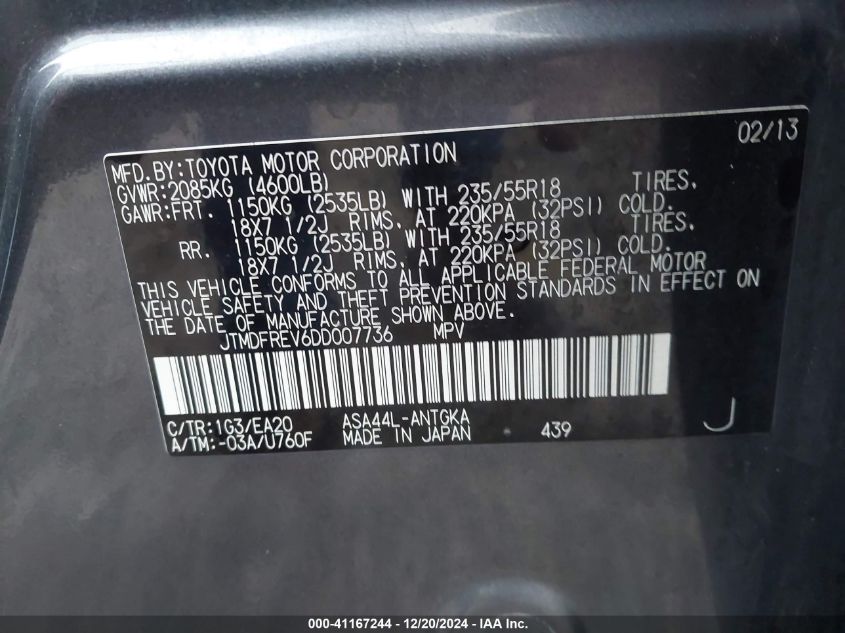 02/13
MFD.BY:TOYOTA MOTOR CORPORATION
GVWR:2085KG (4600LB)
GAWR:FRT. 1150KG (2535LB) WITH 235/55R18 TIRES.
18X7 1/2J RIMS. AT 220KPA (32PSI) COLD.
RR. 1150KG (2535LB) WITH 235/55R18 TIRES.
18X7 1/2J RIMS. AT 220KPA (32PSI) COLD.
THIS VEHICLE CONFORMS TO ALL APPLICABLE FEDERAL MOTOR
VEHICLE SAFETY AND THEFT PREVENTION STANDARDS IN EFFECT ON
THE DATE OF MANUFACTURE SHOWN ABOVE.
JTMDFREV6DD007736 MPV
C/TR:1G3/EA20 ASA44L-ANTGKA
A/TM:-03A/U760F MADE IN JAPAN 439 J
000-41167244 - 12/20/2024 - IAA Inc.